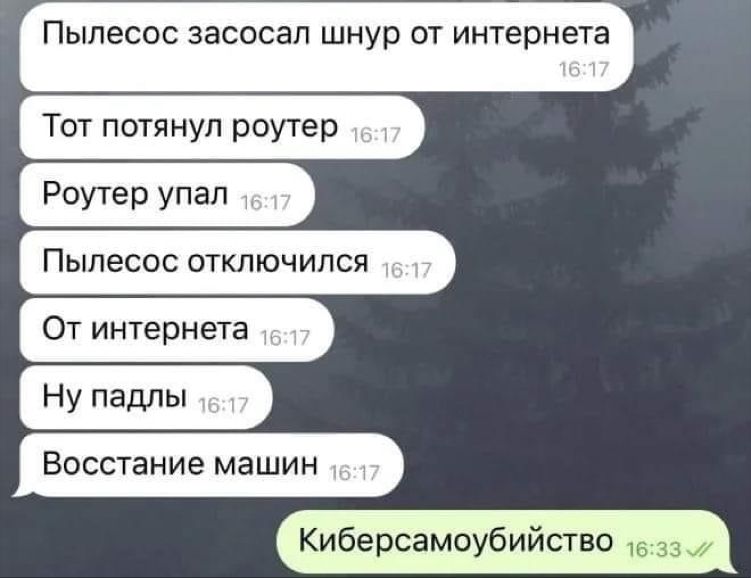 Пылесос засосал шнур от интернета
16:17
Тот потянул роутер 16:17
Роутер упал 16:17
Пылесос отключился 16:17
От интернета 16:17
Ну падлы 16:17
Восстание машин 16:17
Киберсамоубийство 16:33